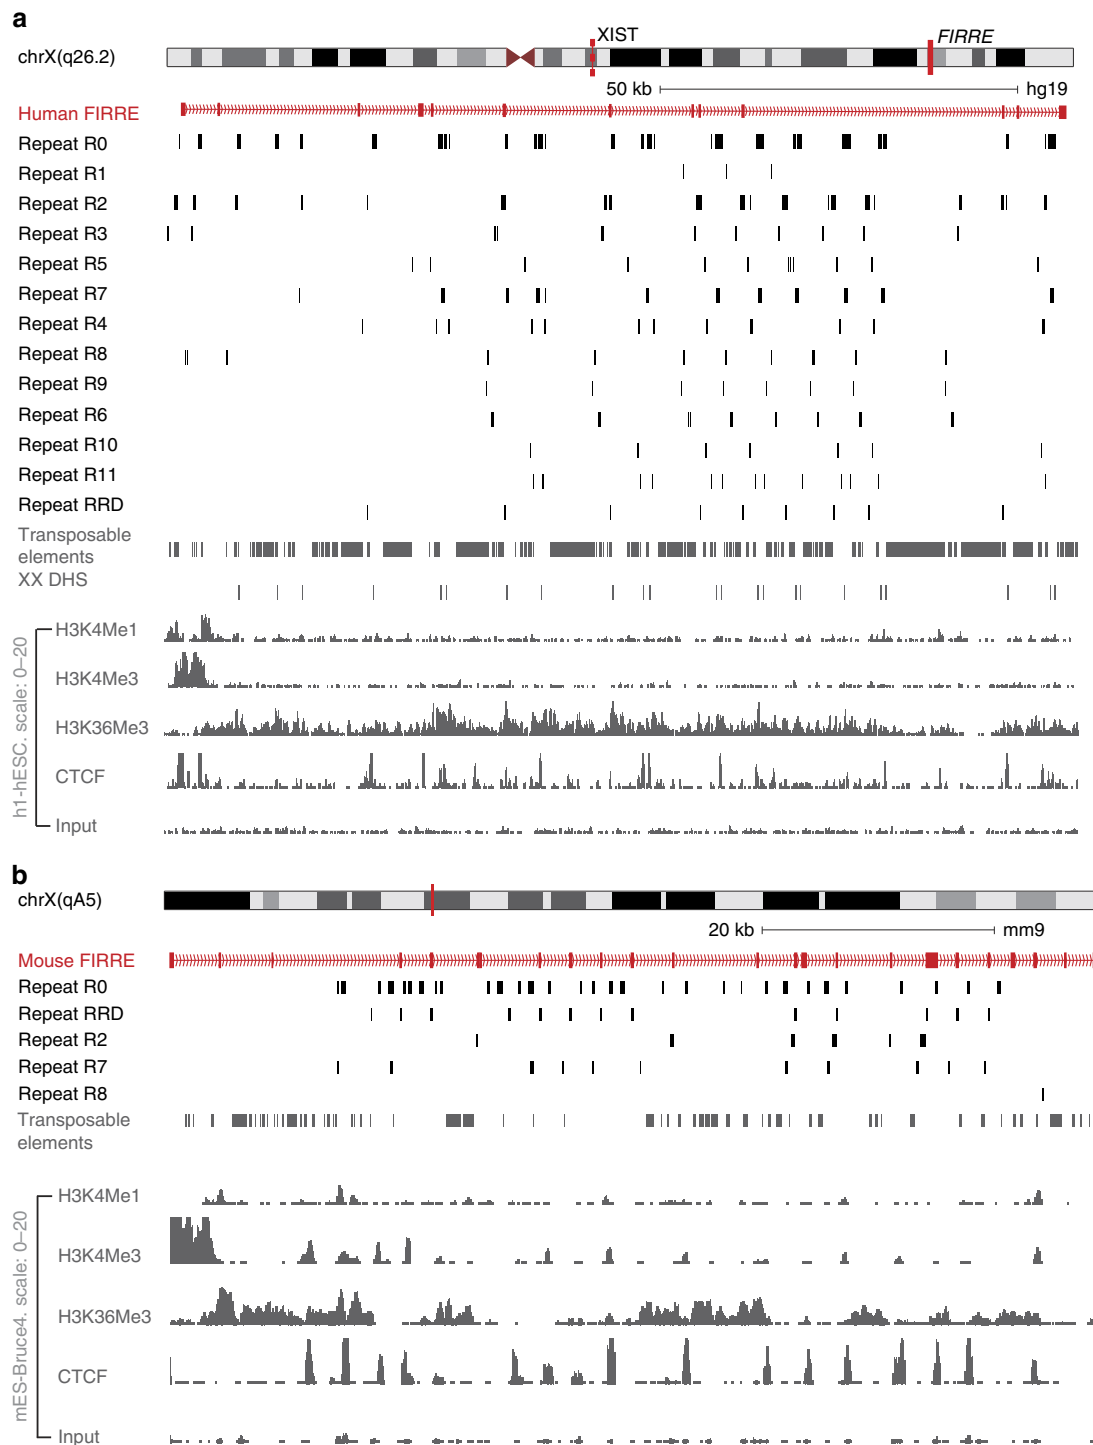 a
XIST
FIRRE
chrX(q26.2)
50 kb
hg19
Human FIRRE
Repeat R0
Repeat R1
Repeat R2
Repeat R3
Repeat R5
Repeat R7
Repeat R4
Repeat R8
Repeat R9
Repeat R6
Repeat R10
Repeat R11
Repeat RRD
Transposable
elements
XX DHS
h1-hESC. scale: 0–20
H3K4Me1
H3K4Me3
H3K36Me3
CTCF
Input
b
chrX(qA5)
20 kb
mm9
Mouse FIRRE
Repeat R0
Repeat RRD
Repeat R2
Repeat R7
Repeat R8
Transposable
elements
mES-Bruce4. scale: 0–20
H3K4Me1
H3K4Me3
H3K36Me3
CTCF
Input